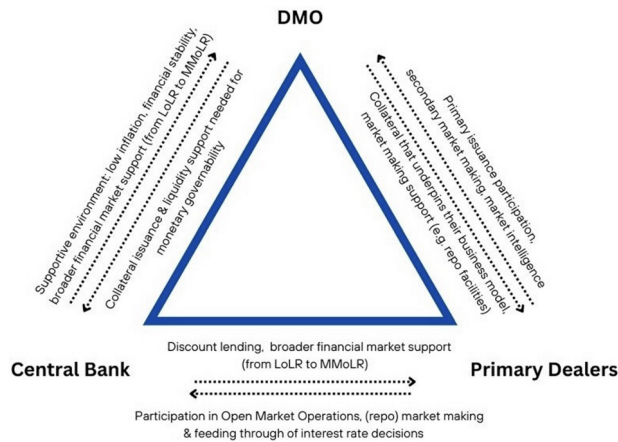 DMO
Supportive environment: low inflation, financial stability,
broader financial market support (from LoLR to MMoLR)
Collateral issuance & liquidity support needed for
monetary governability
Primary issuance participation,
secondary market making, market intelligence
Collateral that underpins their business model,
market making support (e.g. repo facilities)
Central Bank
Discount lending, broader financial market support
(from LoLR to MMoLR)
Primary Dealers
Participation in Open Market Operations, (repo) market making
& feeding through of interest rate decisions